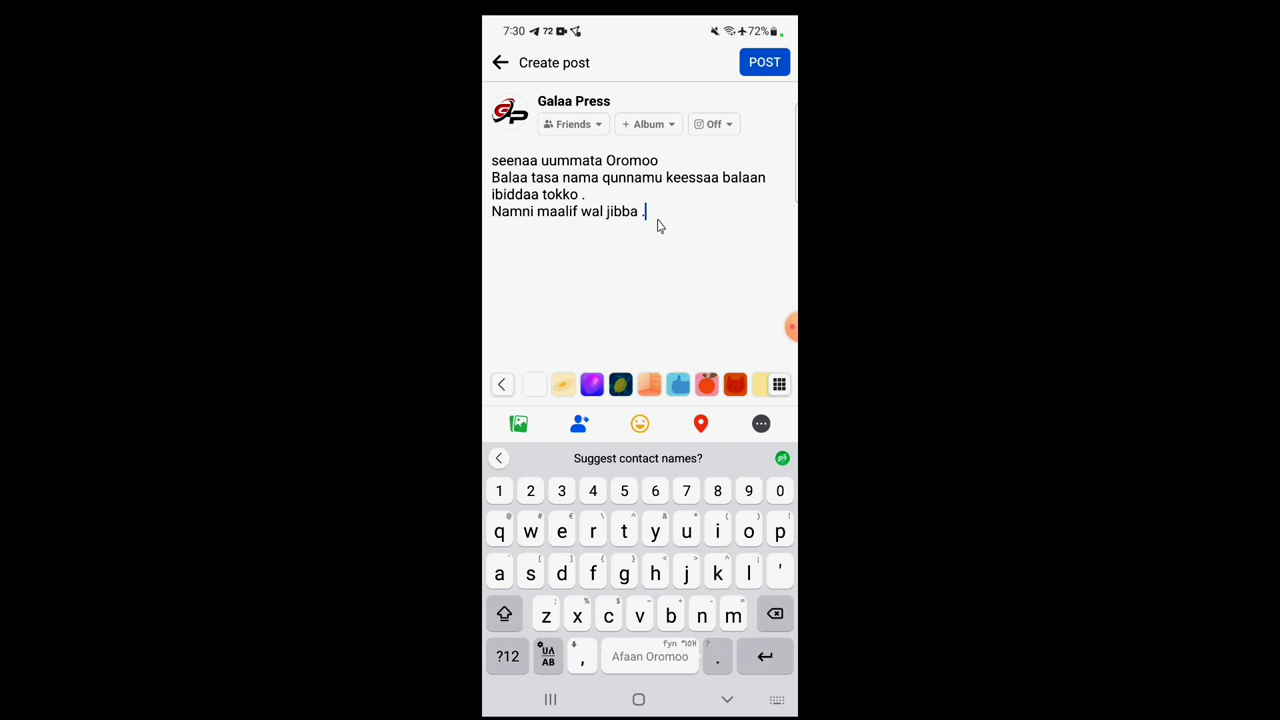 7:30 72 72%
Create post POST
GP Galaa Press
Friends + Album Off
seenaa uummata Oromoo
Balaa tasa nama qunnamu keessaa balaan
ibiddaa tokko .
Namni maalif wal jibba .
Suggest contact names?
1 2 3 4 5 6 7 8 9 0
q w e r t y u i o p
a s d f g h j k l '
z x c v b n m
?12 , Afaan Oromoo .